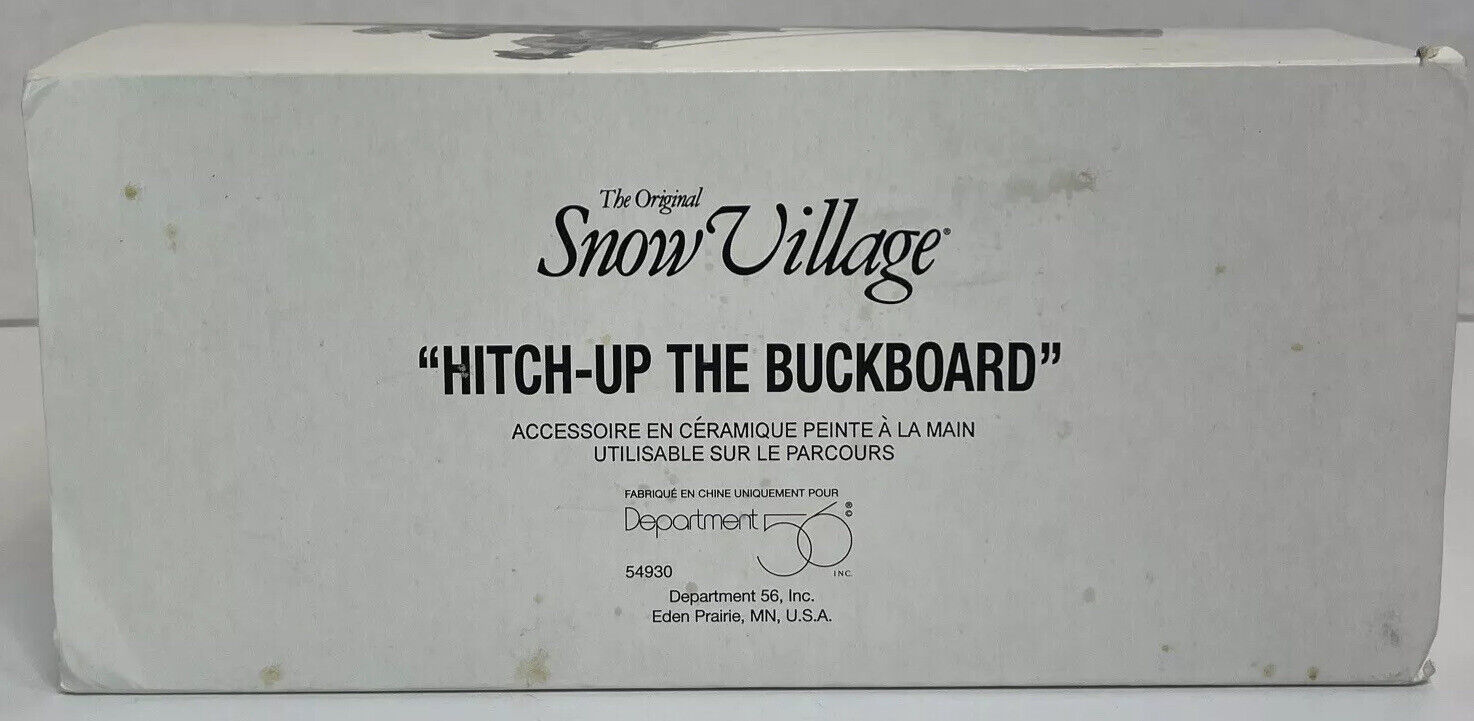 The Original
Snow Village®
“HITCH-UP THE BUCKBOARD”
ACCESSOIRE EN CÉRAMIQUE PEINTE À LA MAIN
UTILISABLE SUR LE PARCOURS
FABRIQUÉ EN CHINE UNIQUEMENT POUR
Department 56 ®©
INC.
54930
Department 56, Inc.
Eden Prairie, MN, U.S.A.